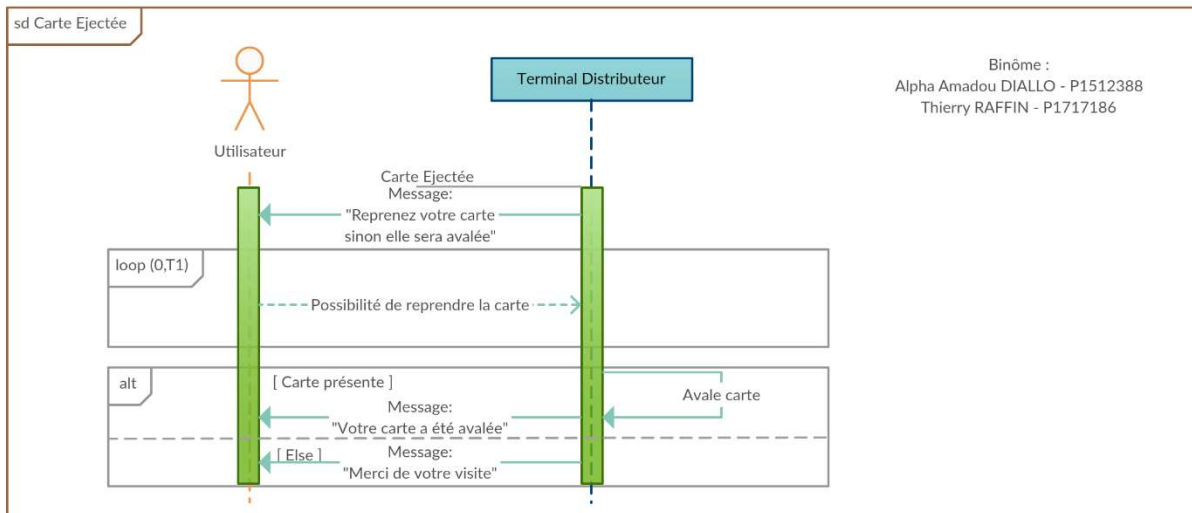 sd Carte Ejectée
Binôme :
Alpha Amadou DIALLO - P1512388
Thierry RAFFIN - P1717186
Terminal Distributeur
Utilisateur
Carte Ejectée
Message:
"Reprenez votre carte
sinon elle sera avalée"
loop (0,T1)
Possibilité de reprendre la carte
alt
[ Carte présente ]
Avale carte
Message:
"Votre carte a été avalée"
[ Else ]
Message:
"Merci de votre visite"